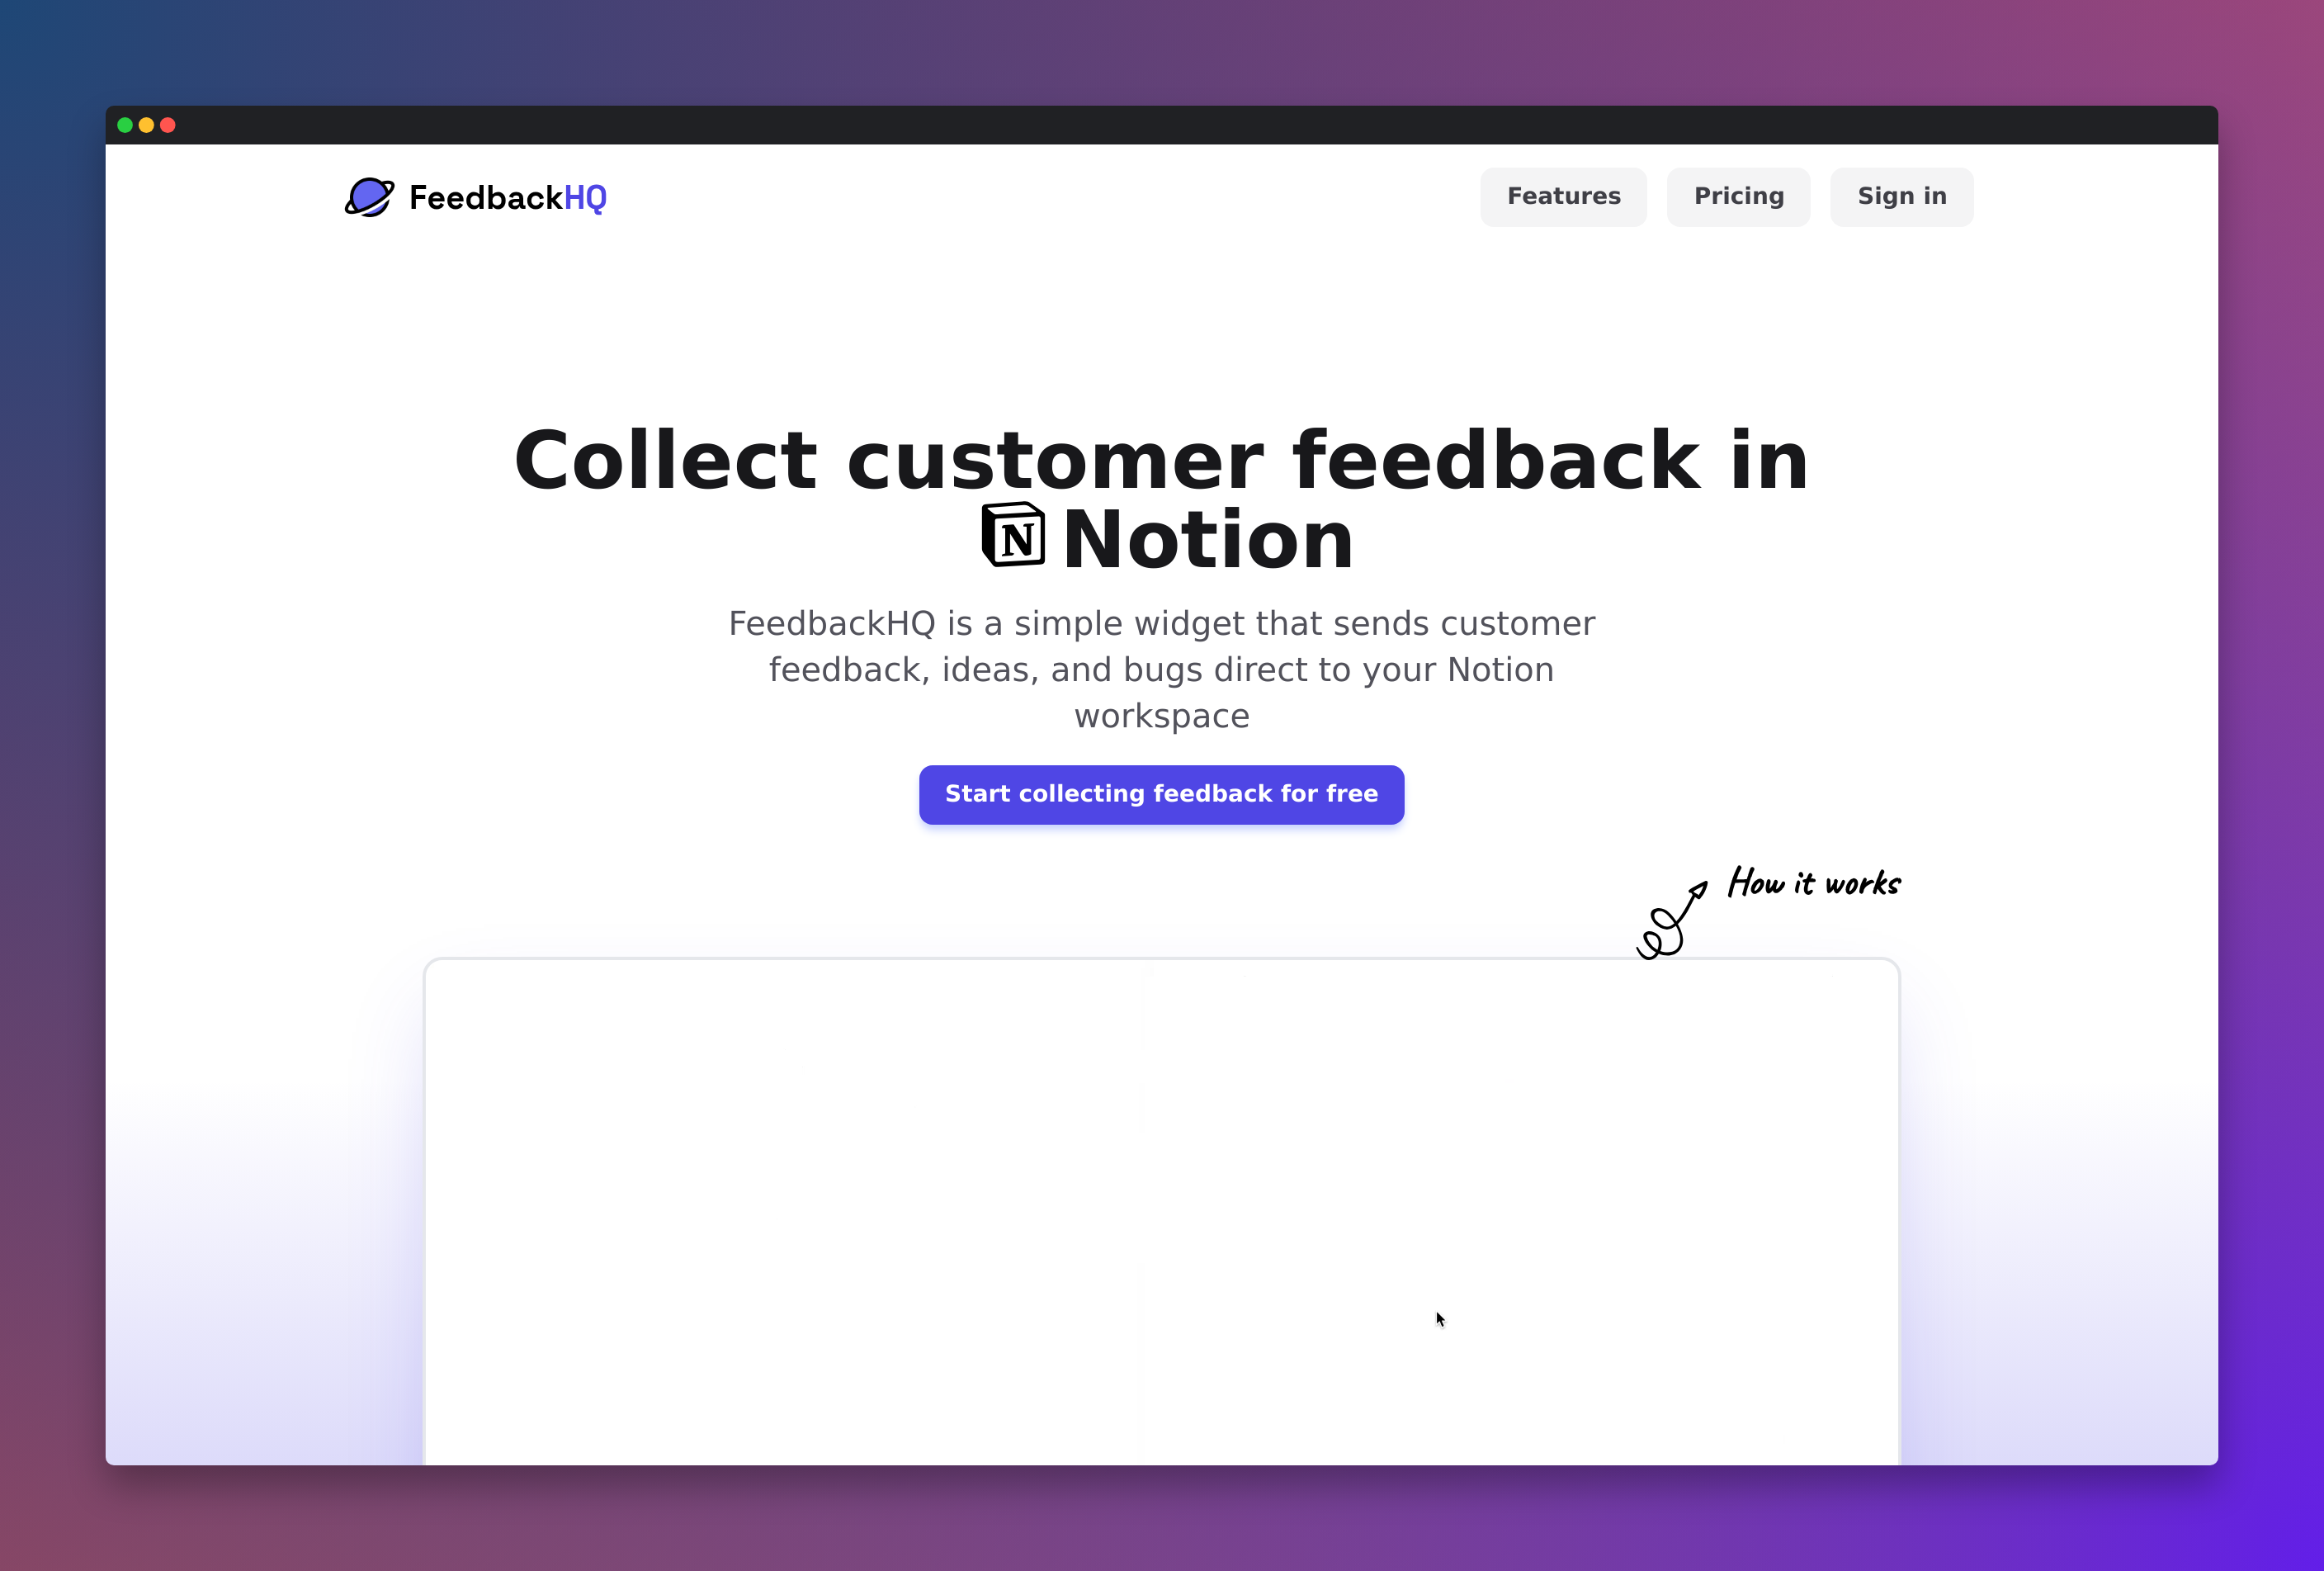 FeedbackHQ
Features
Pricing
Sign in
Collect customer feedback in
Notion
FeedbackHQ is a simple widget that sends customer
feedback, ideas, and bugs direct to your Notion
workspace
Start collecting feedback for free
How it works